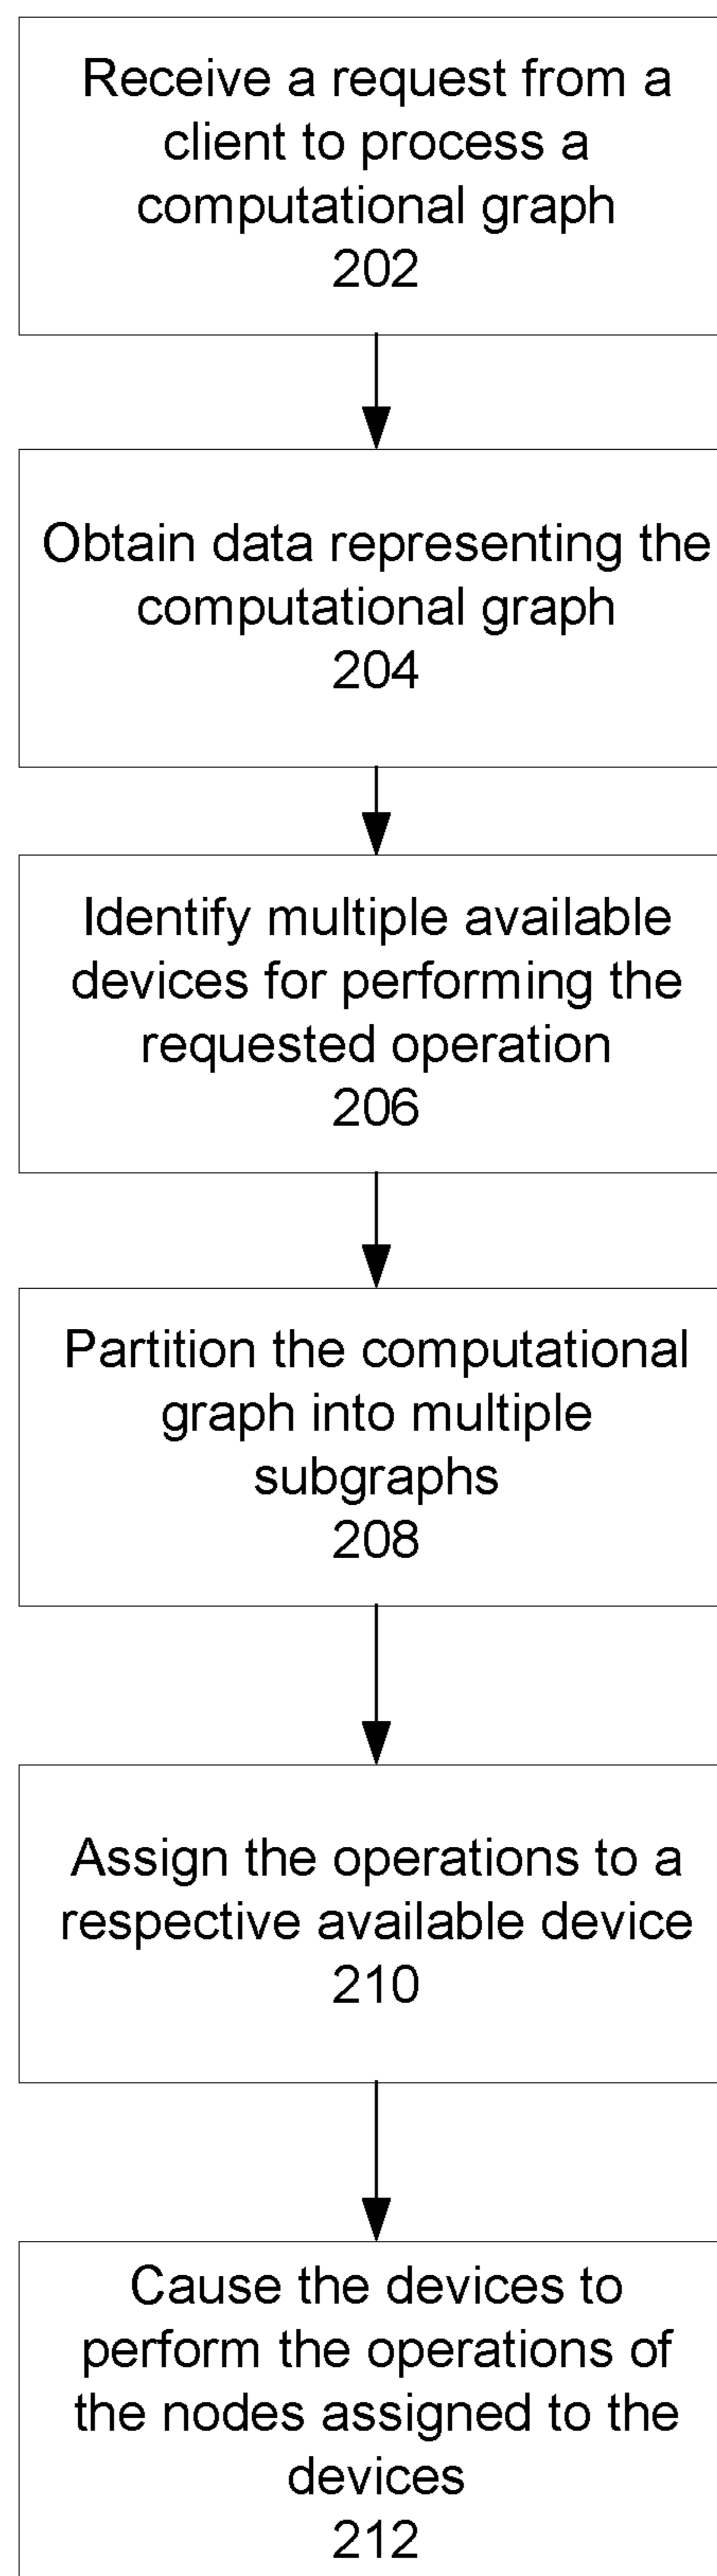 Receive a request from a
client to process a
computational graph
202
Obtain data representing the
computational graph
204
Identify multiple available
devices for performing the
requested operation
206
Partition the computational
graph into multiple
subgraphs
208
Assign the operations to a
respective available device
210
Cause the devices to
perform the operations of
the nodes assigned to the
devices
212